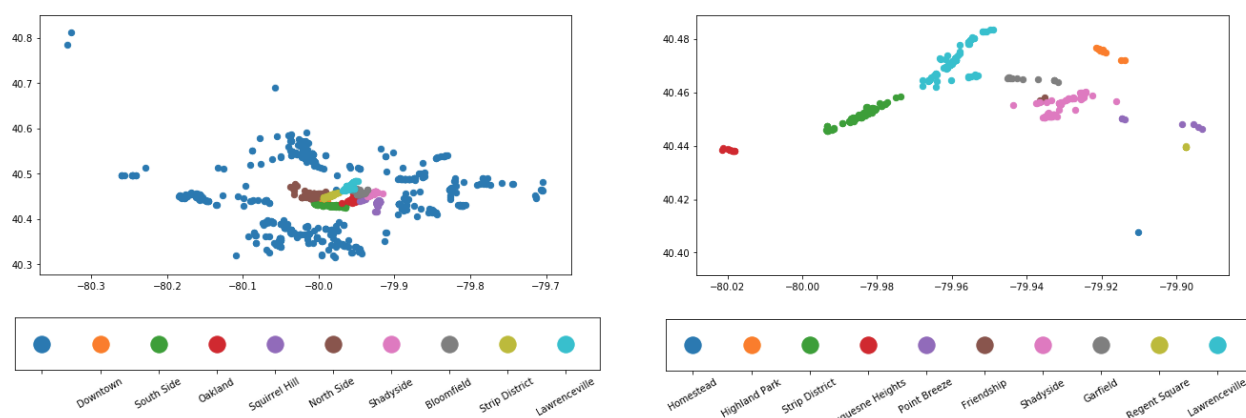 40.8
40.7
40.6
40.5
40.4
40.3
−80.3
−80.2
−80.1
−80.0
−79.9
−79.8
−79.7
Downtown
South Side
Oakland
Squirrel Hill
North Side
Shadyside
Bloomfield
Strip District
Lawrenceville
40.48
40.46
40.44
40.42
40.40
−80.02
−80.00
−79.98
−79.96
−79.94
−79.92
−79.90
Homestead
Highland Park
Strip District
quesne Heights
Point Breeze
Friendship
Shadyside
Garfield
Regent Square
Lawrenceville